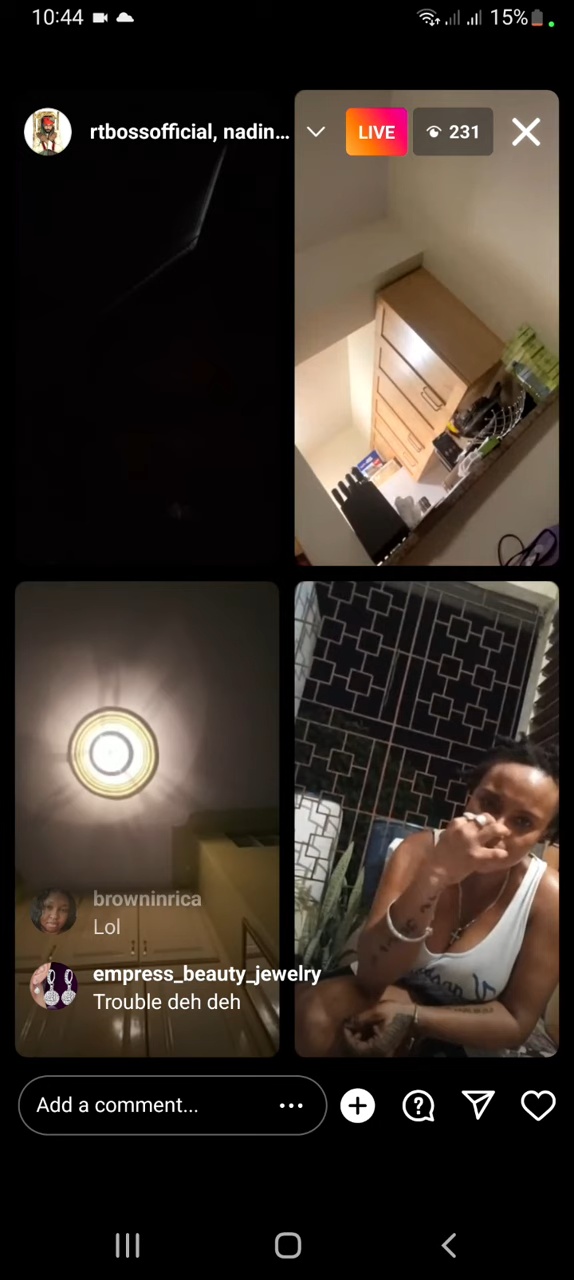 10:44
15%
rtbossofficial, nadin...
LIVE
231
browninrica
Lol
empress_beauty_jewelry
Trouble deh deh
Add a comment...